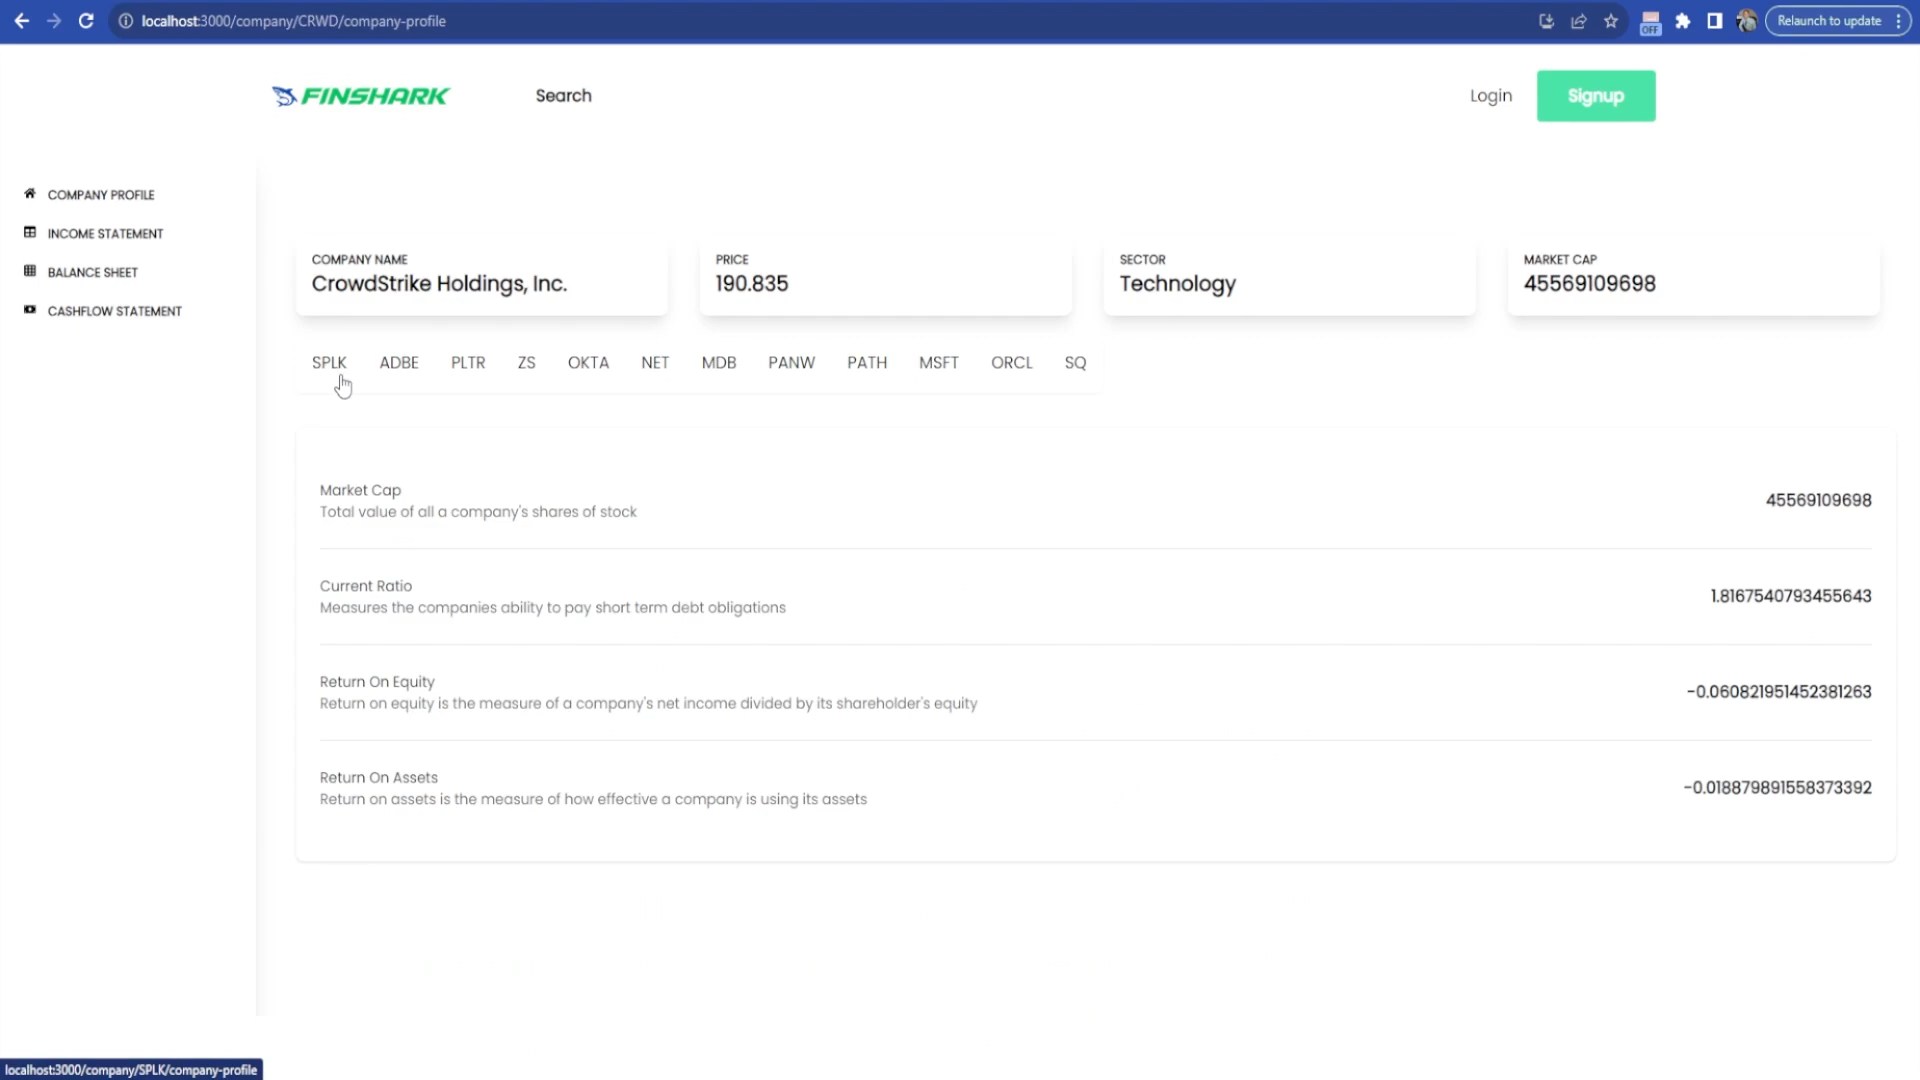 localhost:3000/company/CRWD/company-profile
OFF
Relaunch to update
FINSHARK
Search
Login
Signup
COMPANY PROFILE
INCOME STATEMENT
BALANCE SHEET
CASHFLOW STATEMENT
COMPANY NAME
CrowdStrike Holdings, Inc.
PRICE
190.835
SECTOR
Technology
MARKET CAP
45569109698
SPLK ADBE PLTR ZS OKTA NET MDB PANW PATH MSFT ORCL SQ
Market Cap
Total value of all a company's shares of stock
45569109698
Current Ratio
Measures the companies ability to pay short term debt obligations
1.8167540793455643
Return On Equity
Return on equity is the measure of a company's net income divided by its shareholder's equity
-0.060821951452381263
Return On Assets
Return on assets is the measure of how effective a company is using its assets
-0.018879891558373392
localhost:3000/company/SPLK/company-profile